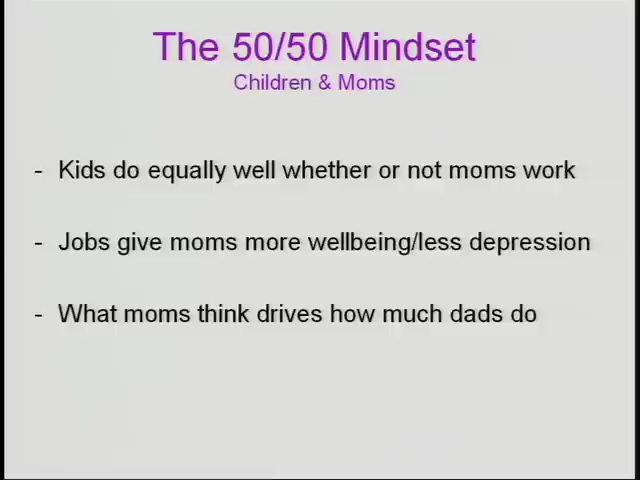 The 50/50 Mindset
Children & Moms
- Kids do equally well whether or not moms work
- Jobs give moms more wellbeing/less depression
- What moms think drives how much dads do